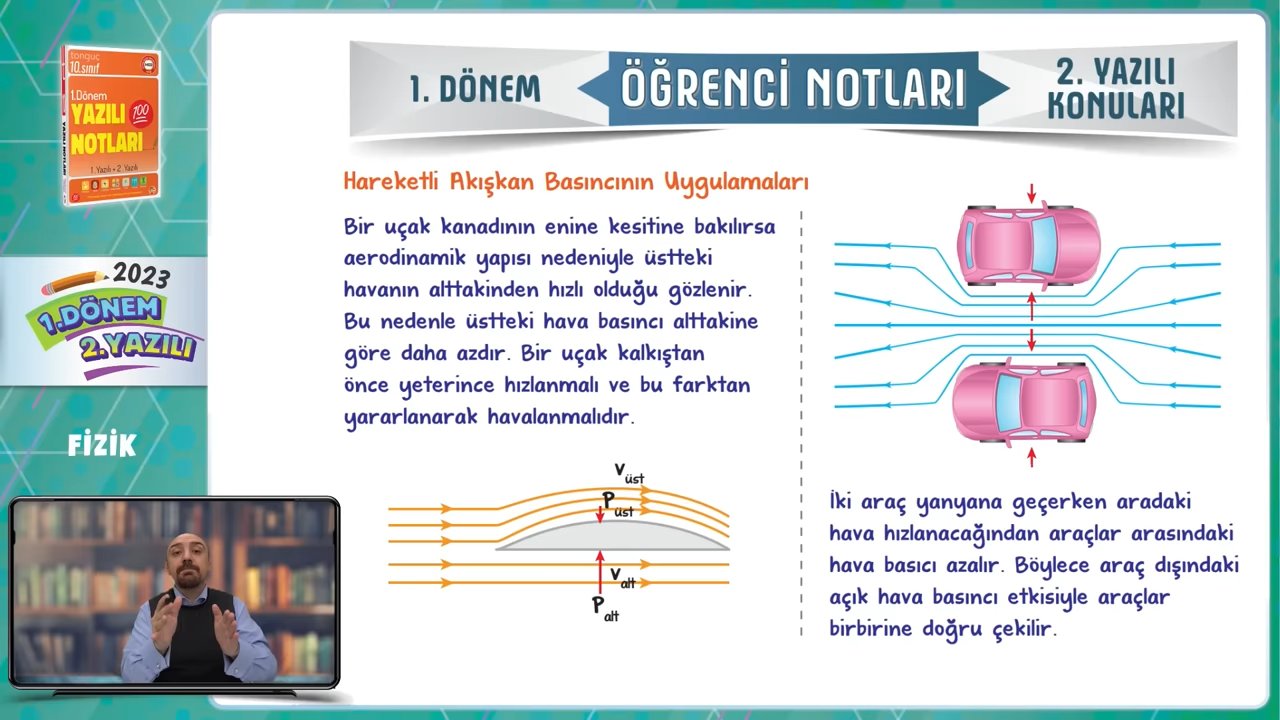 tonguç
10.sınıf
1.Dönem
YAZILI
100
NOTLARI
1.Yazılı • 2.Yazılı
YAZILI NOTLARI
2023
1.DÖNEM
2.YAZILI
FİZİK
1. DÖNEM
ÖĞRENCİ NOTLARI
2. YAZILI
KONULARI
Hareketli Akışkan Basıncının Uygulamaları
Bir uçak kanadının enine kesitine bakılırsa
aerodinamik yapısı nedeniyle üstteki
havanın alttakinden hızlı olduğu gözlenir.
Bu nedenle üstteki hava basıncı alttakine
göre daha azdır. Bir uçak kalkıştan
önce yeterince hızlanmalı ve bu farktan
yararlanarak havalanmalıdır.
V üst
P üst
V alt
P alt
İki araç yanyana geçerken aradaki
hava hızlanacağından araçlar arasındaki
hava basıcı azalır. Böylece araç dışındaki
açık hava basıncı etkisiyle araçlar
birbirine doğru çekilir.